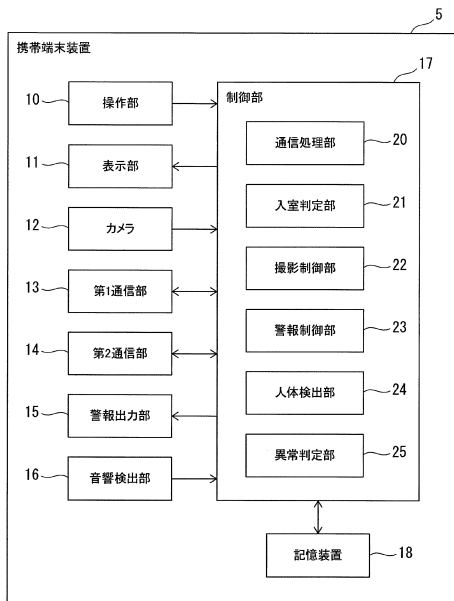 5
携帯端末装置
17
10
操作部
制御部
通信処理部
20
11
表示部
入室判定部
21
12
カメラ
撮影制御部
22
13
第1通信部
警報制御部
23
14
第2通信部
人体検出部
24
15
警報出力部
異常判定部
25
16
音響検出部
記憶装置
18